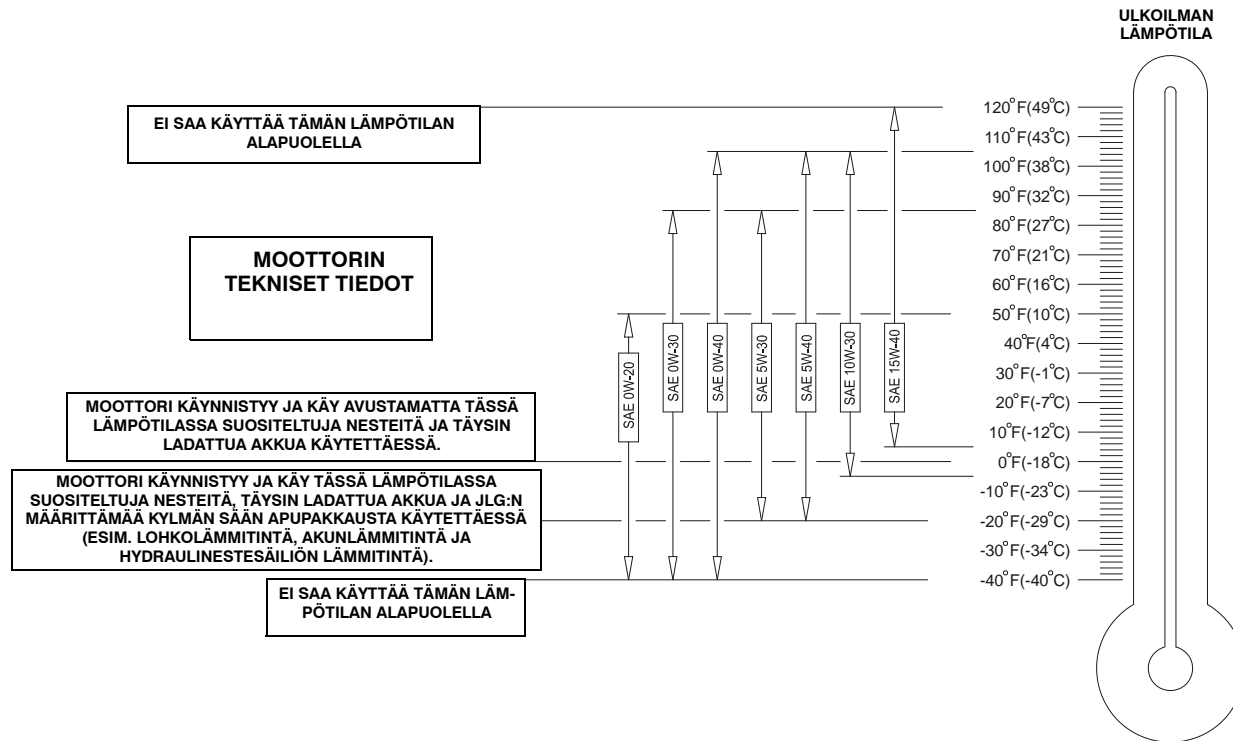 ULKOILMAN
LÄMPÖTILA
EI SAA KÄYTTÄÄ TÄMÄN LÄMPÖTILAN
ALAPUOLELLA
MOOTTORIN
TEKNISET TIEDOT
MOOTTORI KÄYNNISTYY JA KÄY AVUSTAMATTA TÄSSÄ
LÄMPÖTILASSA SUOSITELTUJA NESTEITÄ JA TÄYSIN
LADATTUA AKKUA KÄYTETTÄESSÄ.
MOOTTORI KÄYNNISTYY JA KÄY TÄSSÄ LÄMPÖTILASSA
SUOSITELTUJA NESTEITÄ, TÄYSIN LADATTUA AKKUA JA JLG:N
MÄÄRITTÄMÄÄ KYLMÄN SÄÄN APUPAKKAUSTA KÄYTETTÄESSÄ
(ESIM. LOHKOLÄMMITINTÄ, AKUNLÄMMITINTÄ JA
HYDRAULINESTESÄILIÖN LÄMMITINTÄ).
EI SAA KÄYTTÄÄ TÄMÄN LÄM-
PÖTILAN ALAPUOLELLA
SAE 0W-20
SAE 0W-30
SAE 0W-40
SAE 5W-30
SAE 5W-40
SAE 10W-30
SAE 15W-40
120°F(49°C)
110°F(43°C)
100°F(38°C)
90°F(32°C)
80°F(27°C)
70°F(21°C)
60°F(16°C)
50°F(10°C)
40°F(4°C)
30°F(-1°C)
20°F(-7°C)
10°F(-12°C)
0°F(-18°C)
-10°F(-23°C)
-20°F(-29°C)
-30°F(-34°C)
-40°F(-40°C)